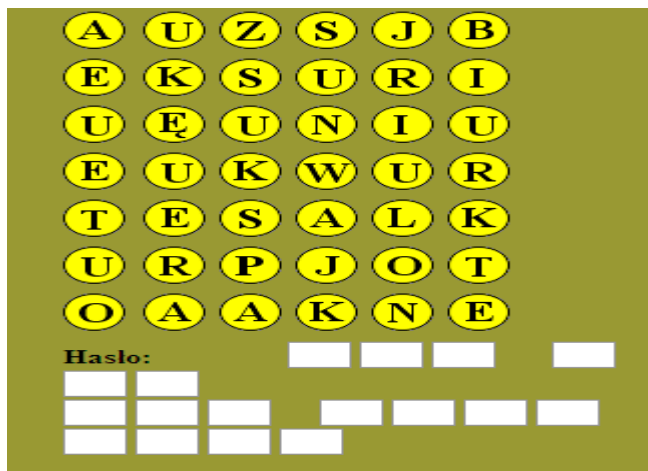 A U Z S J B
E K S U R I
U Ę U N I U
E U K W U R
T E S A L K
U R P J O T
O A A K N E
Hasło: